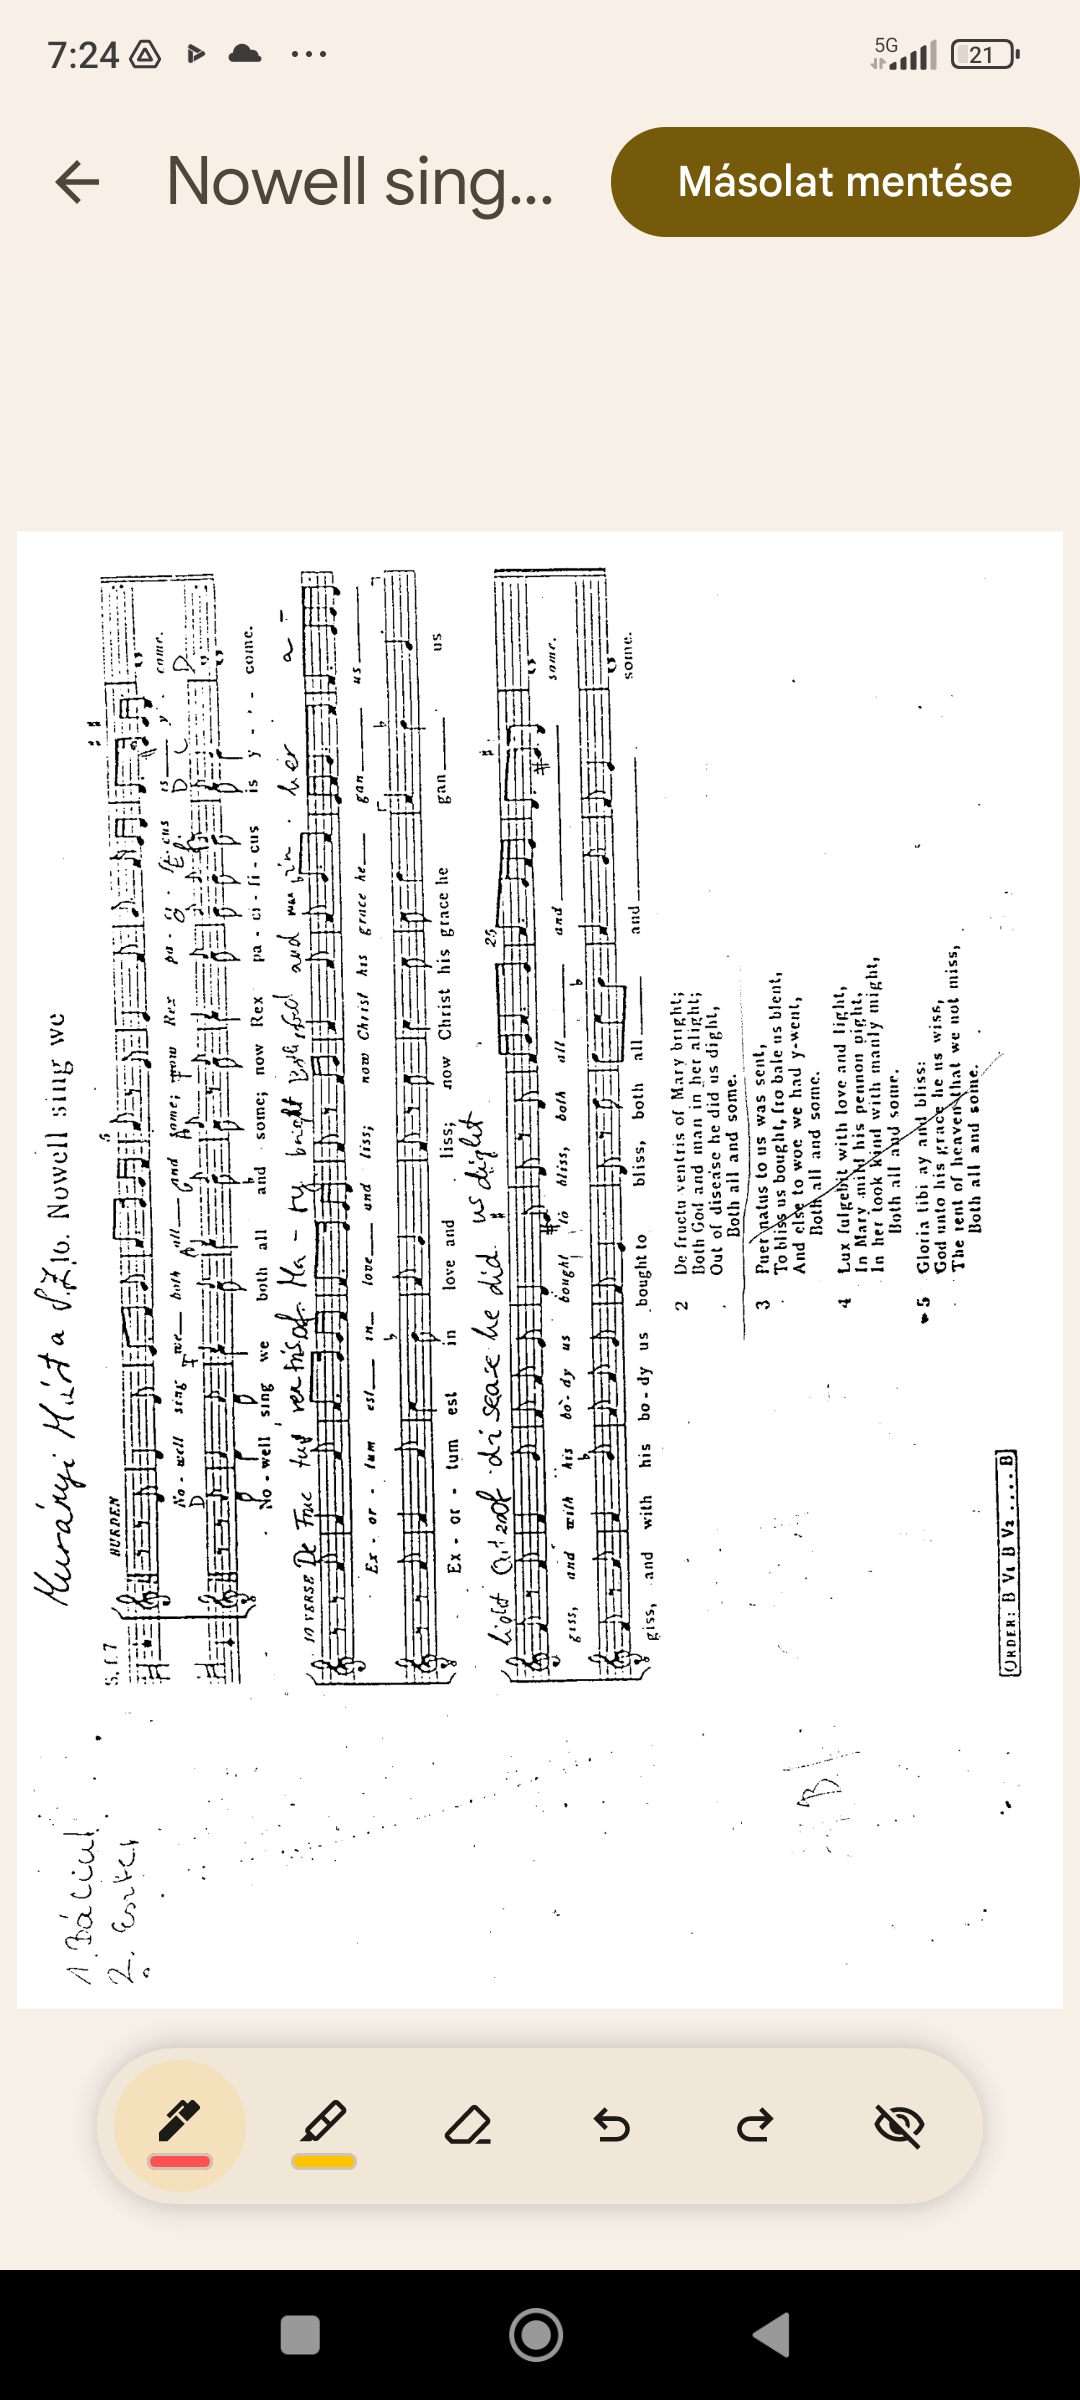 7:24
5G
21
Nowell sing...
Másolat mentése
1. Bácial
2. Eszter
Murányi Márta
16. Nowell sing we
S. f. 7
BURDEN
5
No - well sing we both all and some; now Rex pa - ci - fi - cus is y - come.
D
D C D
No - well sing we both all and some; now Rex pa - ci - fi - cus is y - - come.
VERSE De Fruc tus ventris of Ma - ry bright Both God and man in her a -
Ex - or - tum est in love and liss; now Christ his grace he gan us
Ex - or - tum est in love and liss; now Christ his grace he gan us
light out of disease he did us dight
25
giss, and with his bo - dy us bought to bliss, both all and some.
giss, and with his bo - dy us bought to bliss, both all and some.
2 De fructu ventris of Mary bright;
Both God and man in her alight;
Out of disease he did us dight,
Both all and some.
3 Puer natus to us was sent,
To bliss us bought, fro bale us blent,
And else to woe we had y-went,
Both all and some.
4 Lux fulgebit with love and light,
In Mary mild his pennon pight,
In her took kind with manly might,
Both all and some.
5 Gloria tibi ay and bliss:
God unto his grace he us wiss,
The rent of heaven that we not miss,
Both all and some.
B
ORDER: B V1 B V2 .... B